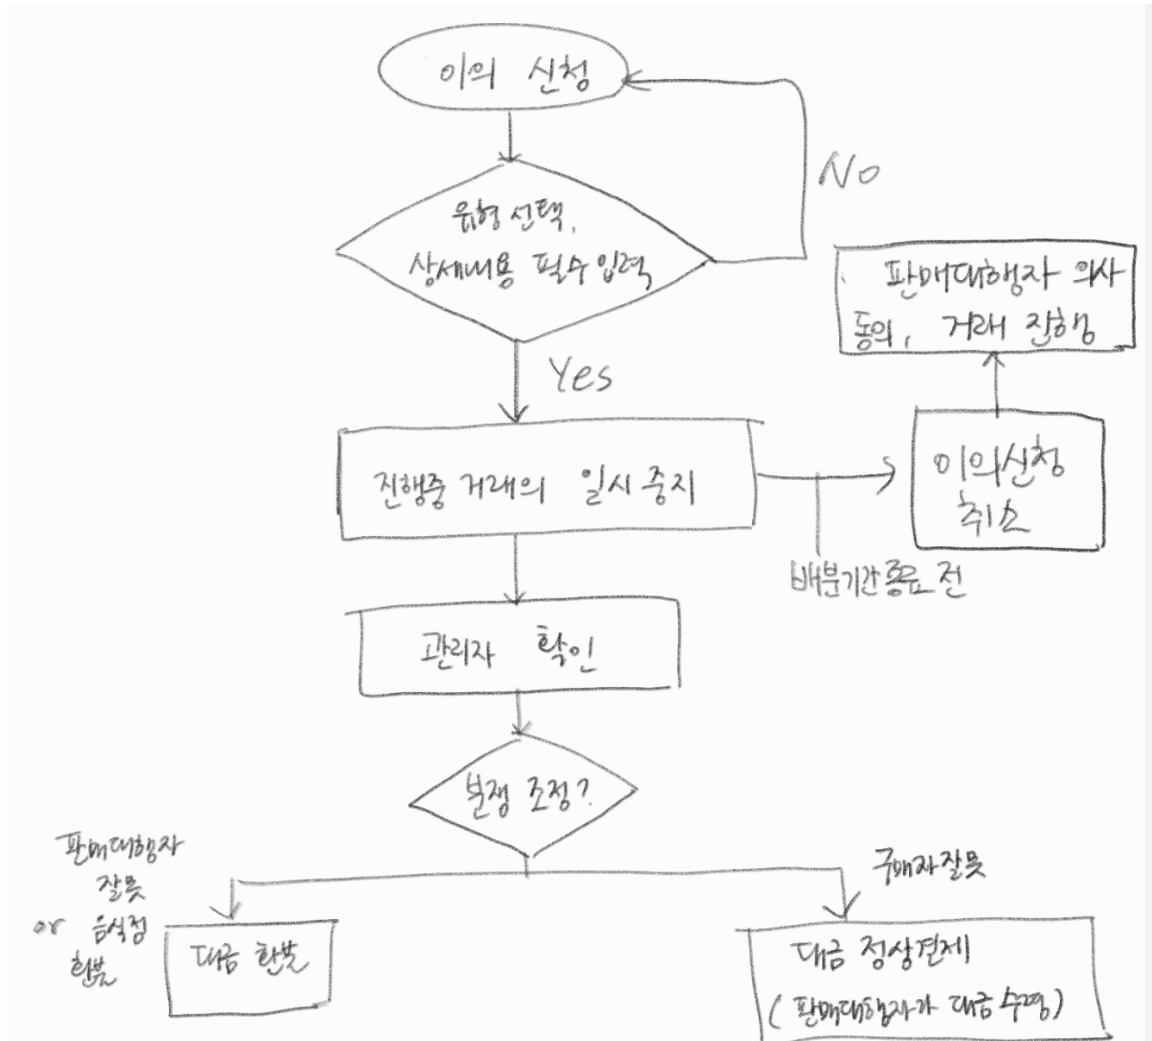 이의 신청
No
유형 선택,
상세내용 필수입력
판매대행자 의사
동의, 거래 진행
Yes
진행중 거래의 일시중지
이의신청
취소
배분기간종료 전
관리자 확인
분쟁 조정?
판매대행자
잘못
or 음식점
환불
대금 환불
구매자잘못
대금 정상결제
(판매대행자가 대금수령)